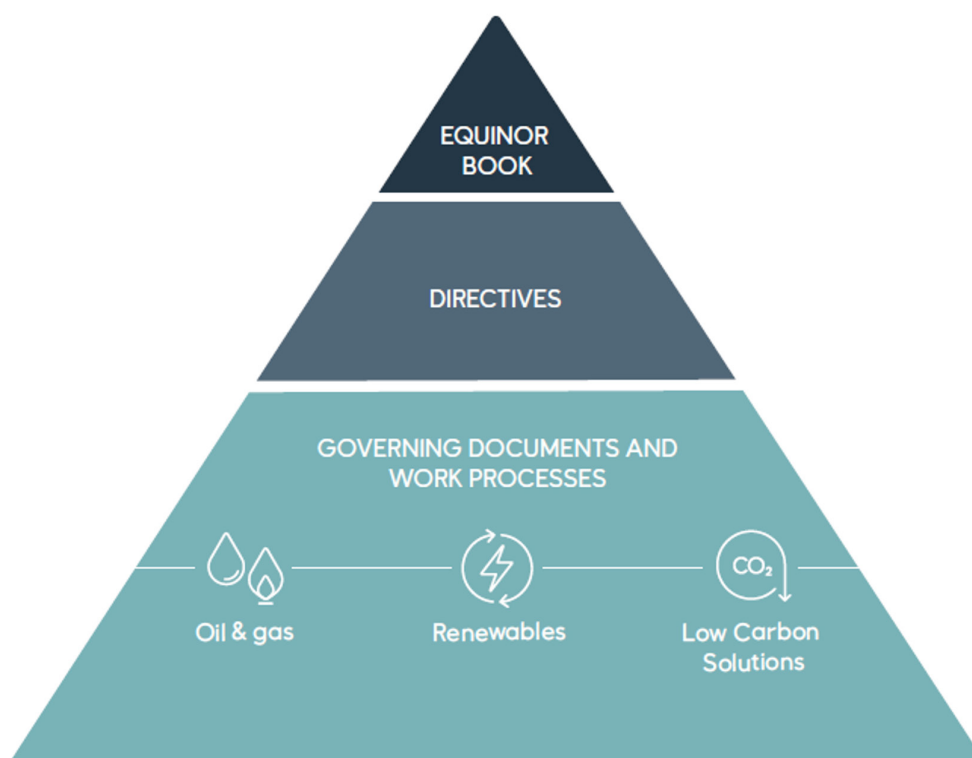 EQUINOR
BOOK
DIRECTIVES
GOVERNING DOCUMENTS AND
WORK PROCESSES
CO₂
Oil & gas
Renewables
Low Carbon
Solutions